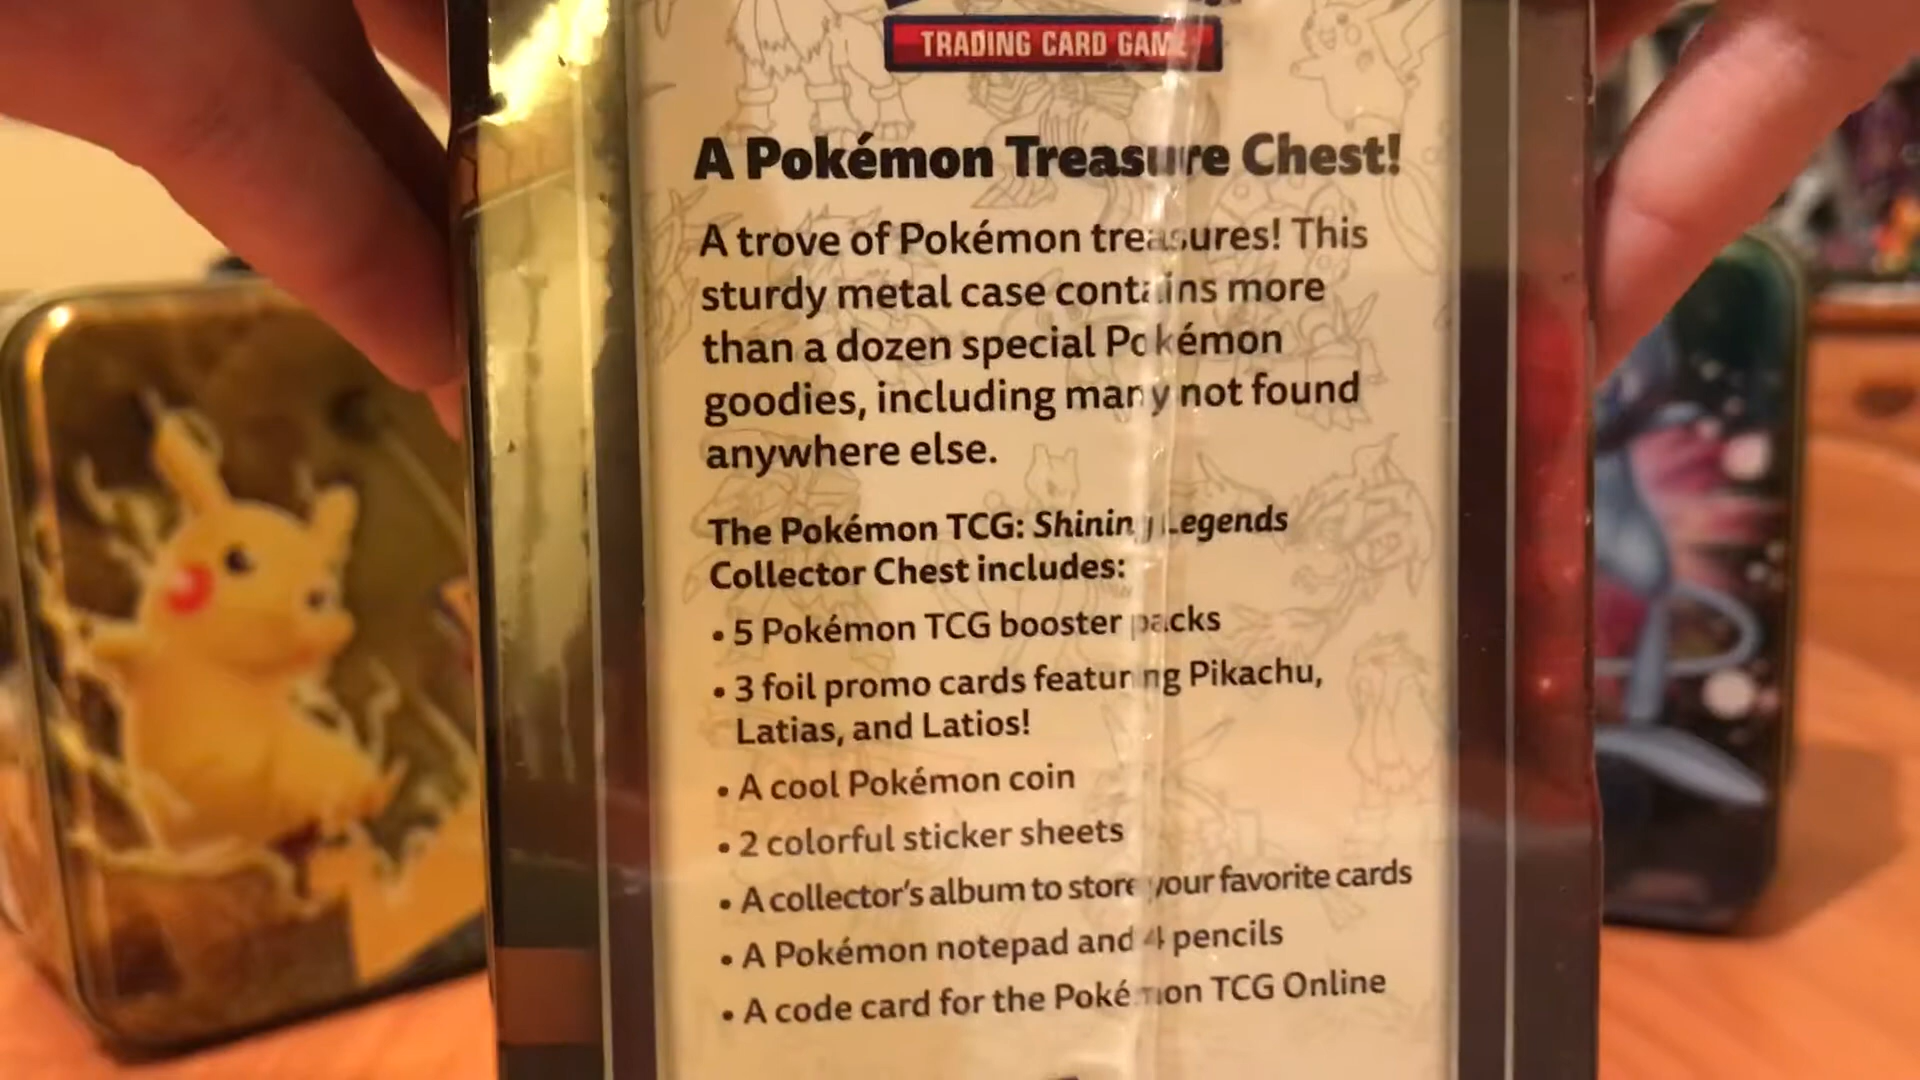 TRADING CARD GAME
A Pokémon Treasure Chest!
A trove of Pokémon treasures! This
sturdy metal case contains more
than a dozen special Pokémon
goodies, including many not found
anywhere else.
The Pokémon TCG: Shining Legends
Collector Chest includes:
• 5 Pokémon TCG booster packs
• 3 foil promo cards featuring Pikachu,
Latias, and Latios!
• A cool Pokémon coin
• 2 colorful sticker sheets
• A collector's album to store your favorite cards
• A Pokémon notepad and 4 pencils
• A code card for the Pokémon TCG Online